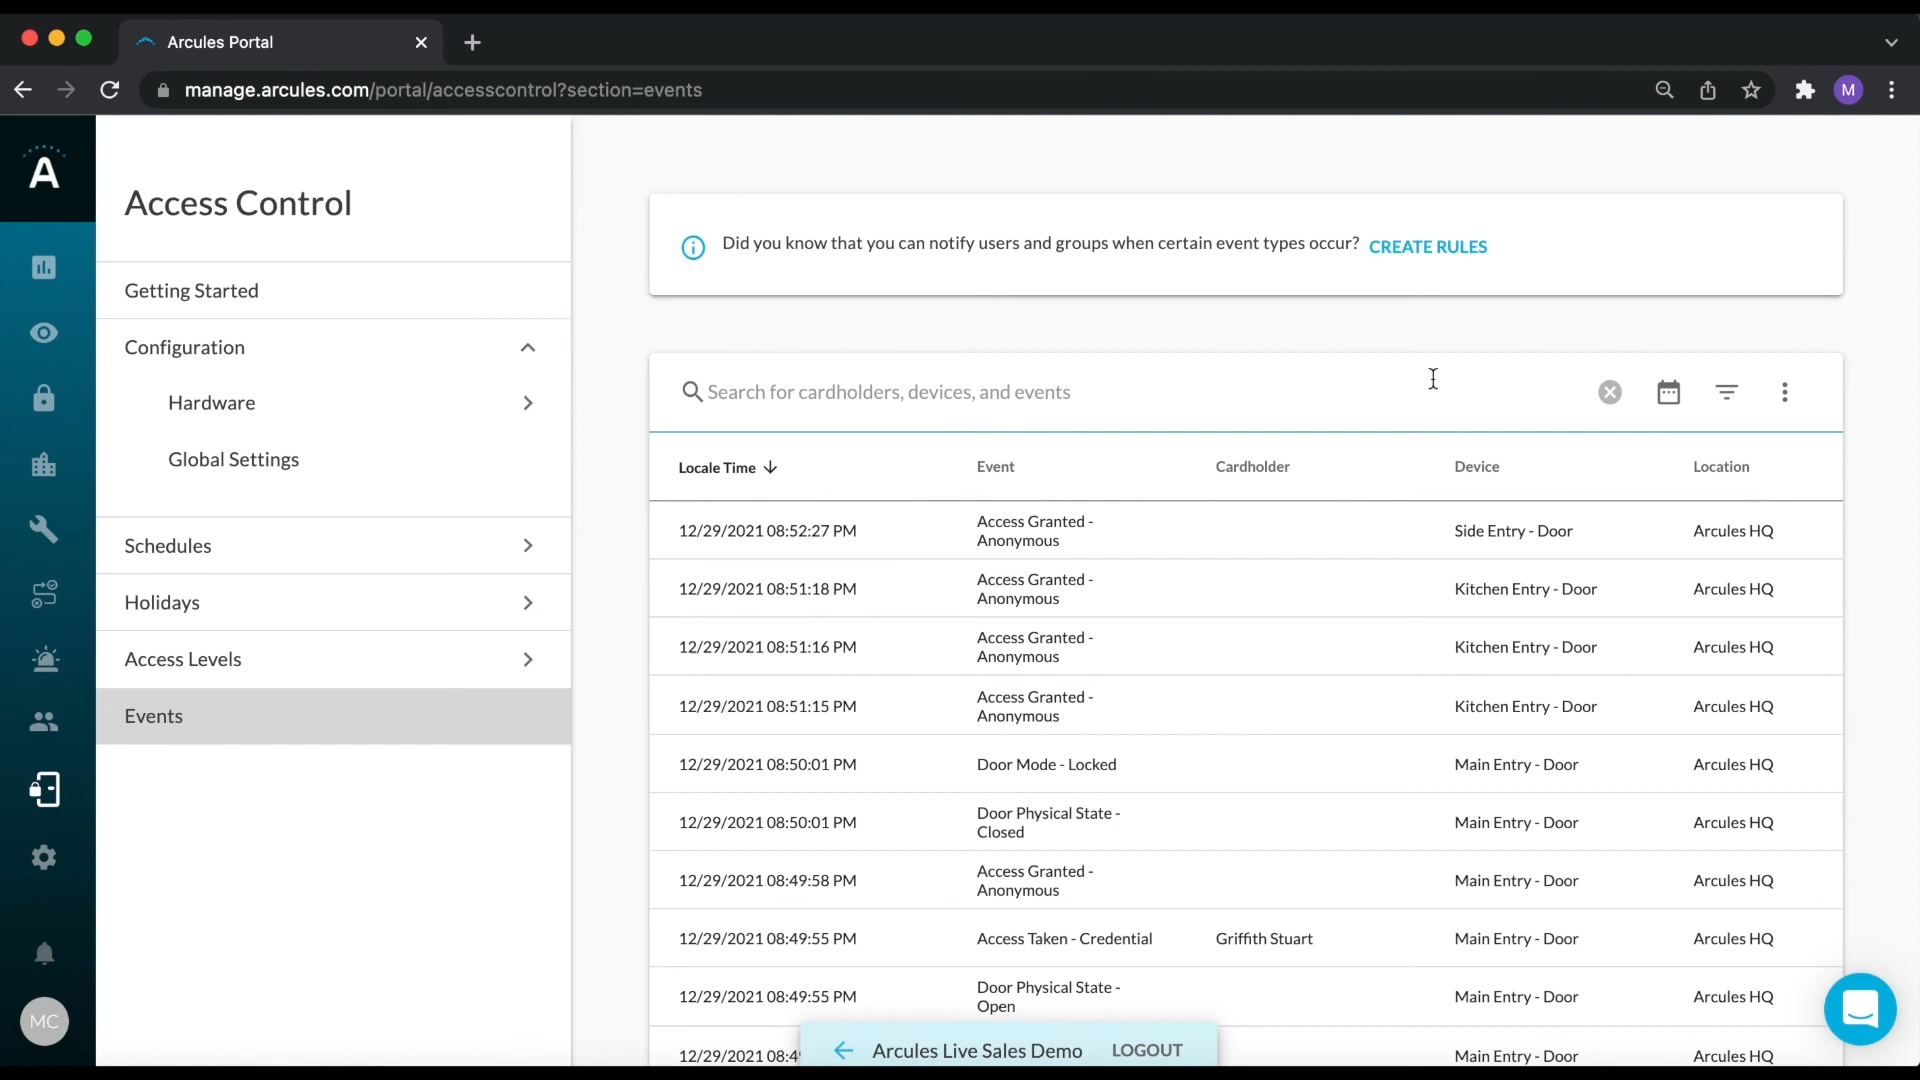 Arcules Portal
manage.arcules.com/portal/accesscontrol?section=events
M
A
Access Control
Getting Started
Configuration
Hardware
Global Settings
Schedules
Holidays
Access Levels
Events
MC
Did you know that you can notify users and groups when certain event types occur? CREATE RULES
Search for cardholders, devices, and events
Locale Time Event Cardholder Device Location
12/29/2021 08:52:27 PM Access Granted - Side Entry - Door Arcules HQ
Anonymous
12/29/2021 08:51:18 PM Access Granted - Kitchen Entry - Door Arcules HQ
Anonymous
12/29/2021 08:51:16 PM Access Granted - Kitchen Entry - Door Arcules HQ
Anonymous
12/29/2021 08:51:15 PM Access Granted - Kitchen Entry - Door Arcules HQ
Anonymous
12/29/2021 08:50:01 PM Door Mode - Locked Main Entry - Door Arcules HQ
12/29/2021 08:50:01 PM Door Physical State - Main Entry - Door Arcules HQ
Closed
12/29/2021 08:49:58 PM Access Granted - Main Entry - Door Arcules HQ
Anonymous
12/29/2021 08:49:55 PM Access Taken - Credential Griffith Stuart Main Entry - Door Arcules HQ
12/29/2021 08:49:55 PM Door Physical State - Main Entry - Door Arcules HQ
Open
12/29/2021 08:4 Main Entry - Door Arcules HQ
Arcules Live Sales Demo LOGOUT